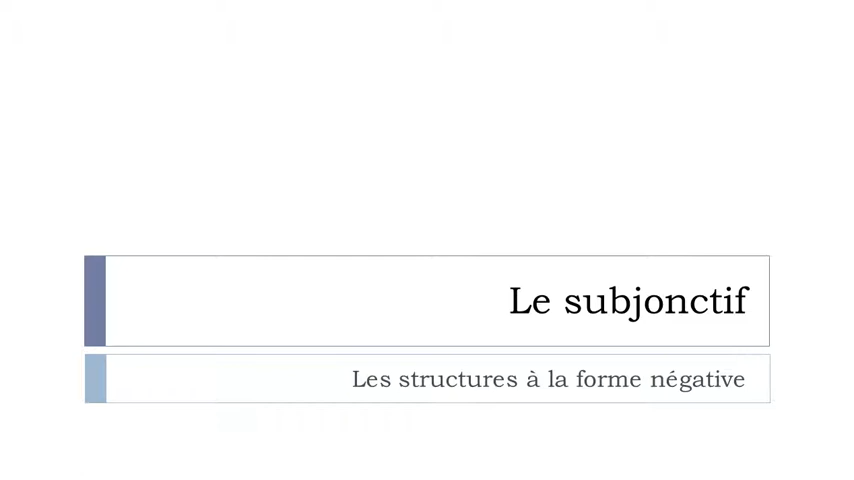 Le subjonctif
Les structures à la forme négative